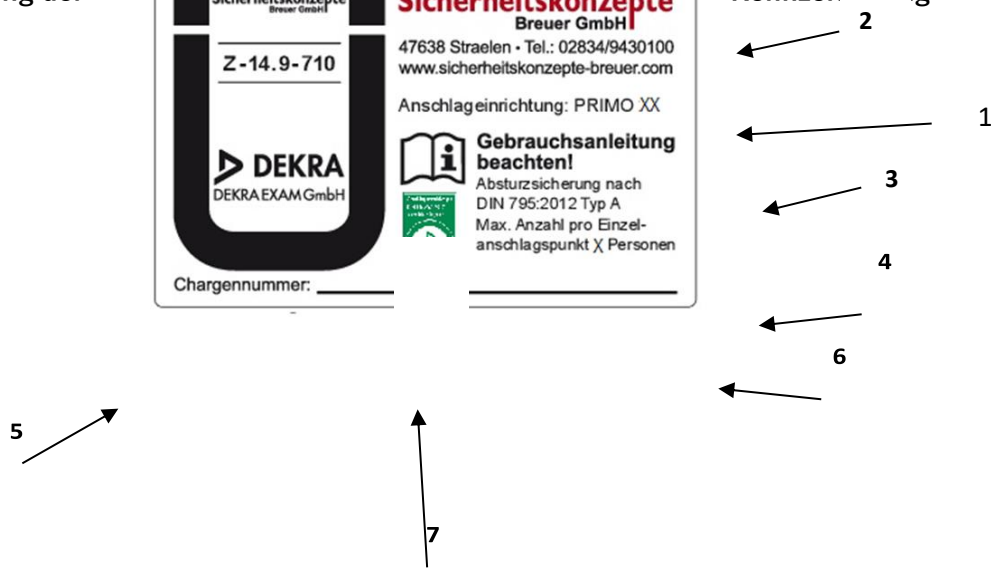 Sicherheitskonzepte
Breuer GmbH
Z-14.9-710
DEKRA
DEKRA EXAM GmbH
Sicherheitskonzepte
Breuer GmbH
47638 Straelen • Tel.: 02834/9430100
www.sicherheitskonzepte-breuer.com
Anschlageinrichtung: PRIMO XX
Gebrauchsanleitung
beachten!
Absturzsicherung nach
DIN 795:2012 Typ A
Max. Anzahl pro Einzel-
anschlagspunkt X Personen
Chargennummer:
2
1
3
4
6
5
7